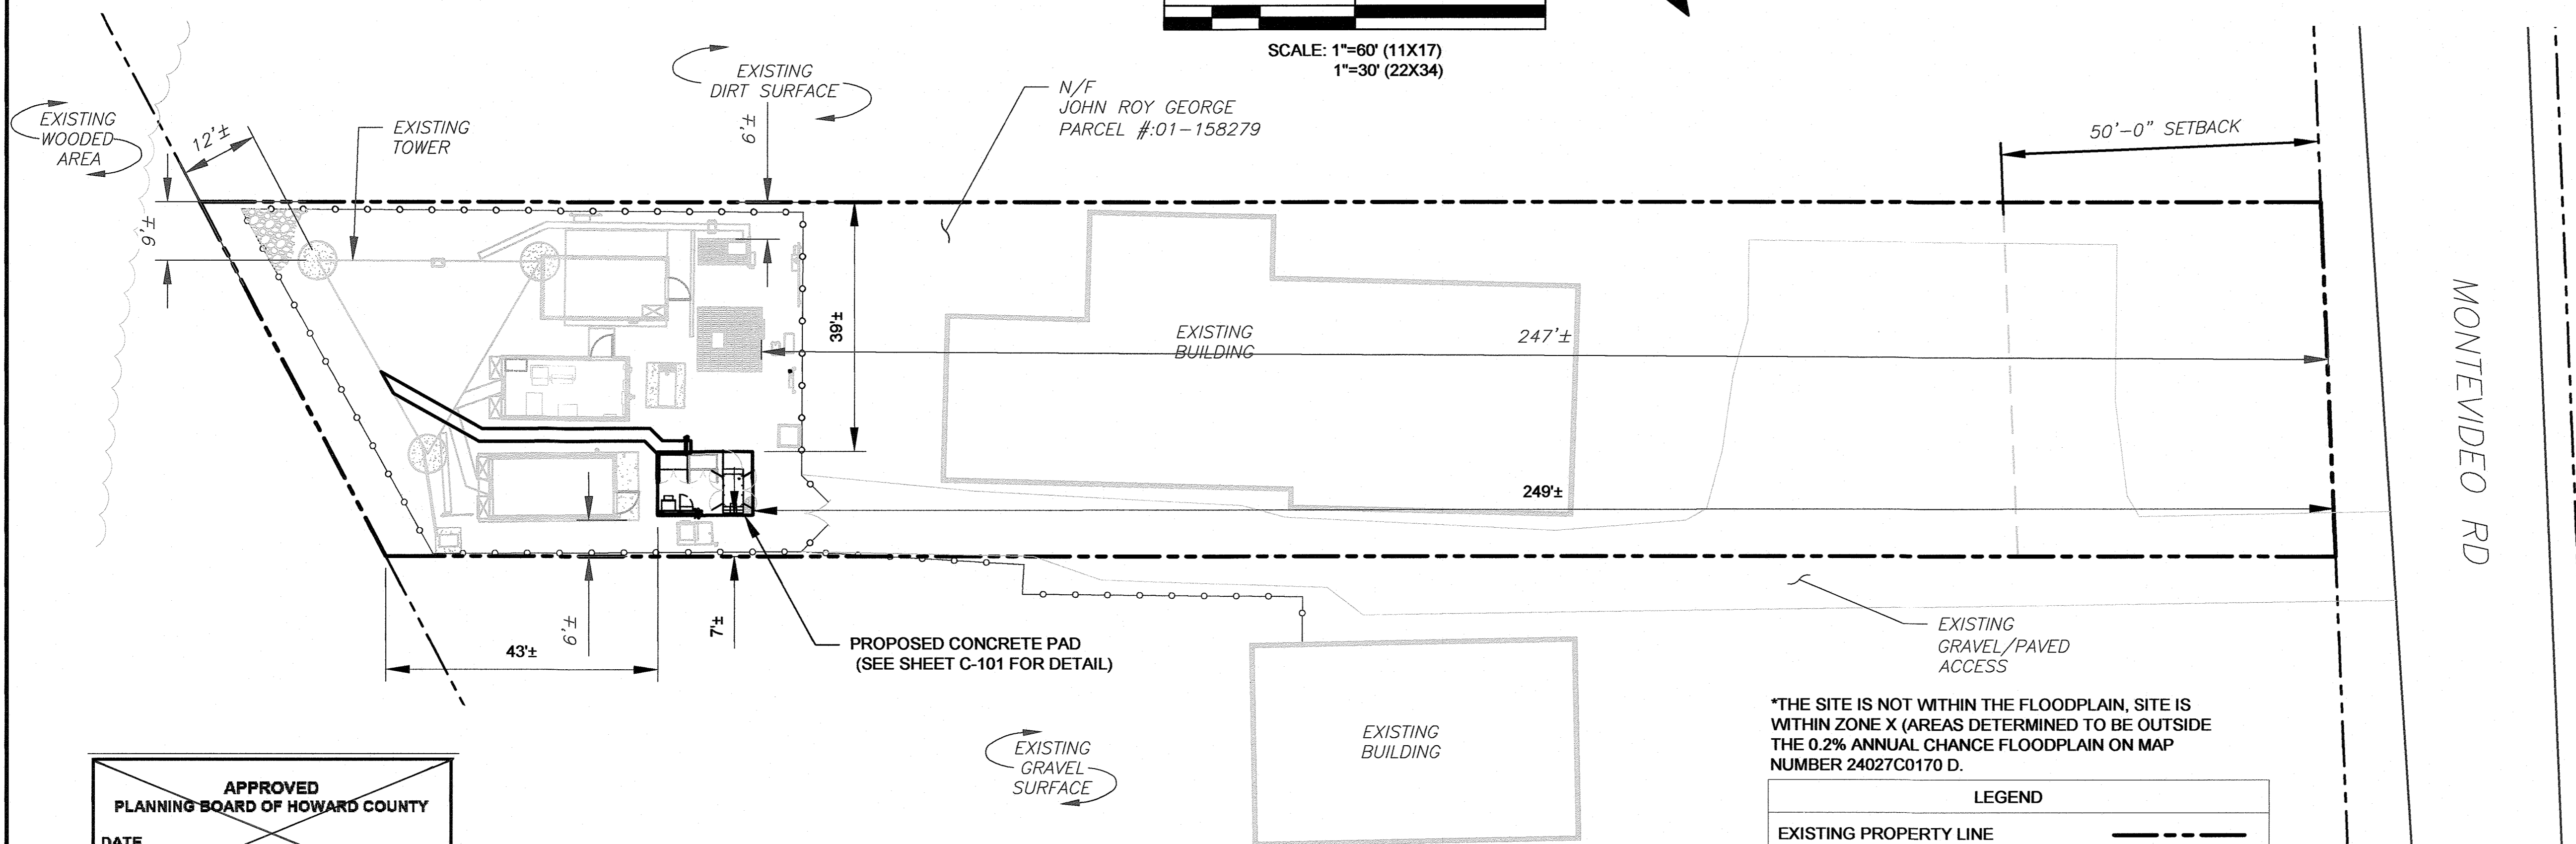 SCALE: 1"=60' (11X17)
1"=30' (22X34)
EXISTING
WOODED
AREA
12'±
EXISTING
TOWER
EXISTING
DIRT SURFACE
6'±
N/F
JOHN ROY GEORGE
PARCEL #:01-158279
50'-0" SETBACK
9'±
39'±
EXISTING
BUILDING
247'±
MONTEVIDEO RD
249'±
43'±
6'±
7'±
PROPOSED CONCRETE PAD
(SEE SHEET C-101 FOR DETAIL)
EXISTING
GRAVEL/PAVED
ACCESS
EXISTING
GRAVEL
SURFACE
EXISTING
BUILDING
*THE SITE IS NOT WITHIN THE FLOODPLAIN, SITE IS
WITHIN ZONE X (AREAS DETERMINED TO BE OUTSIDE
THE 0.2% ANNUAL CHANCE FLOODPLAIN ON MAP
NUMBER 24027C0170 D.
LEGEND
EXISTING PROPERTY LINE
APPROVED
PLANNING BOARD OF HOWARD COUNTY
DATE